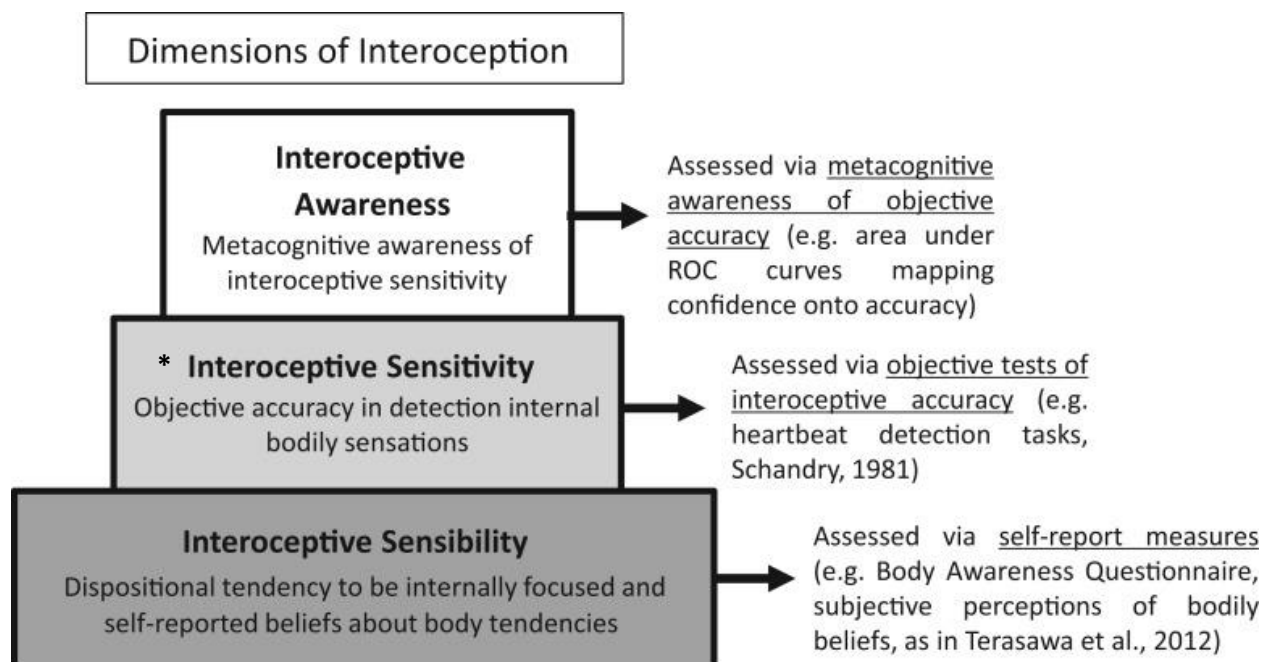 Dimensions of Interoception
Interoceptive
Awareness
Metacognitive awareness of
interoceptive sensitivity
Assessed via metacognitive
awareness of objective
accuracy (e.g. area under
ROC curves mapping
confidence onto accuracy)
* Interoceptive Sensitivity
Objective accuracy in detection internal
bodily sensations
Assessed via objective tests of
interoceptive accuracy (e.g.
heartbeat detection tasks,
Schandry, 1981)
Interoceptive Sensibility
Dispositional tendency to be internally focused and
self-reported beliefs about body tendencies
Assessed via self-report measures
(e.g. Body Awareness Questionnaire,
subjective perceptions of bodily
beliefs, as in Terasawa et al., 2012)